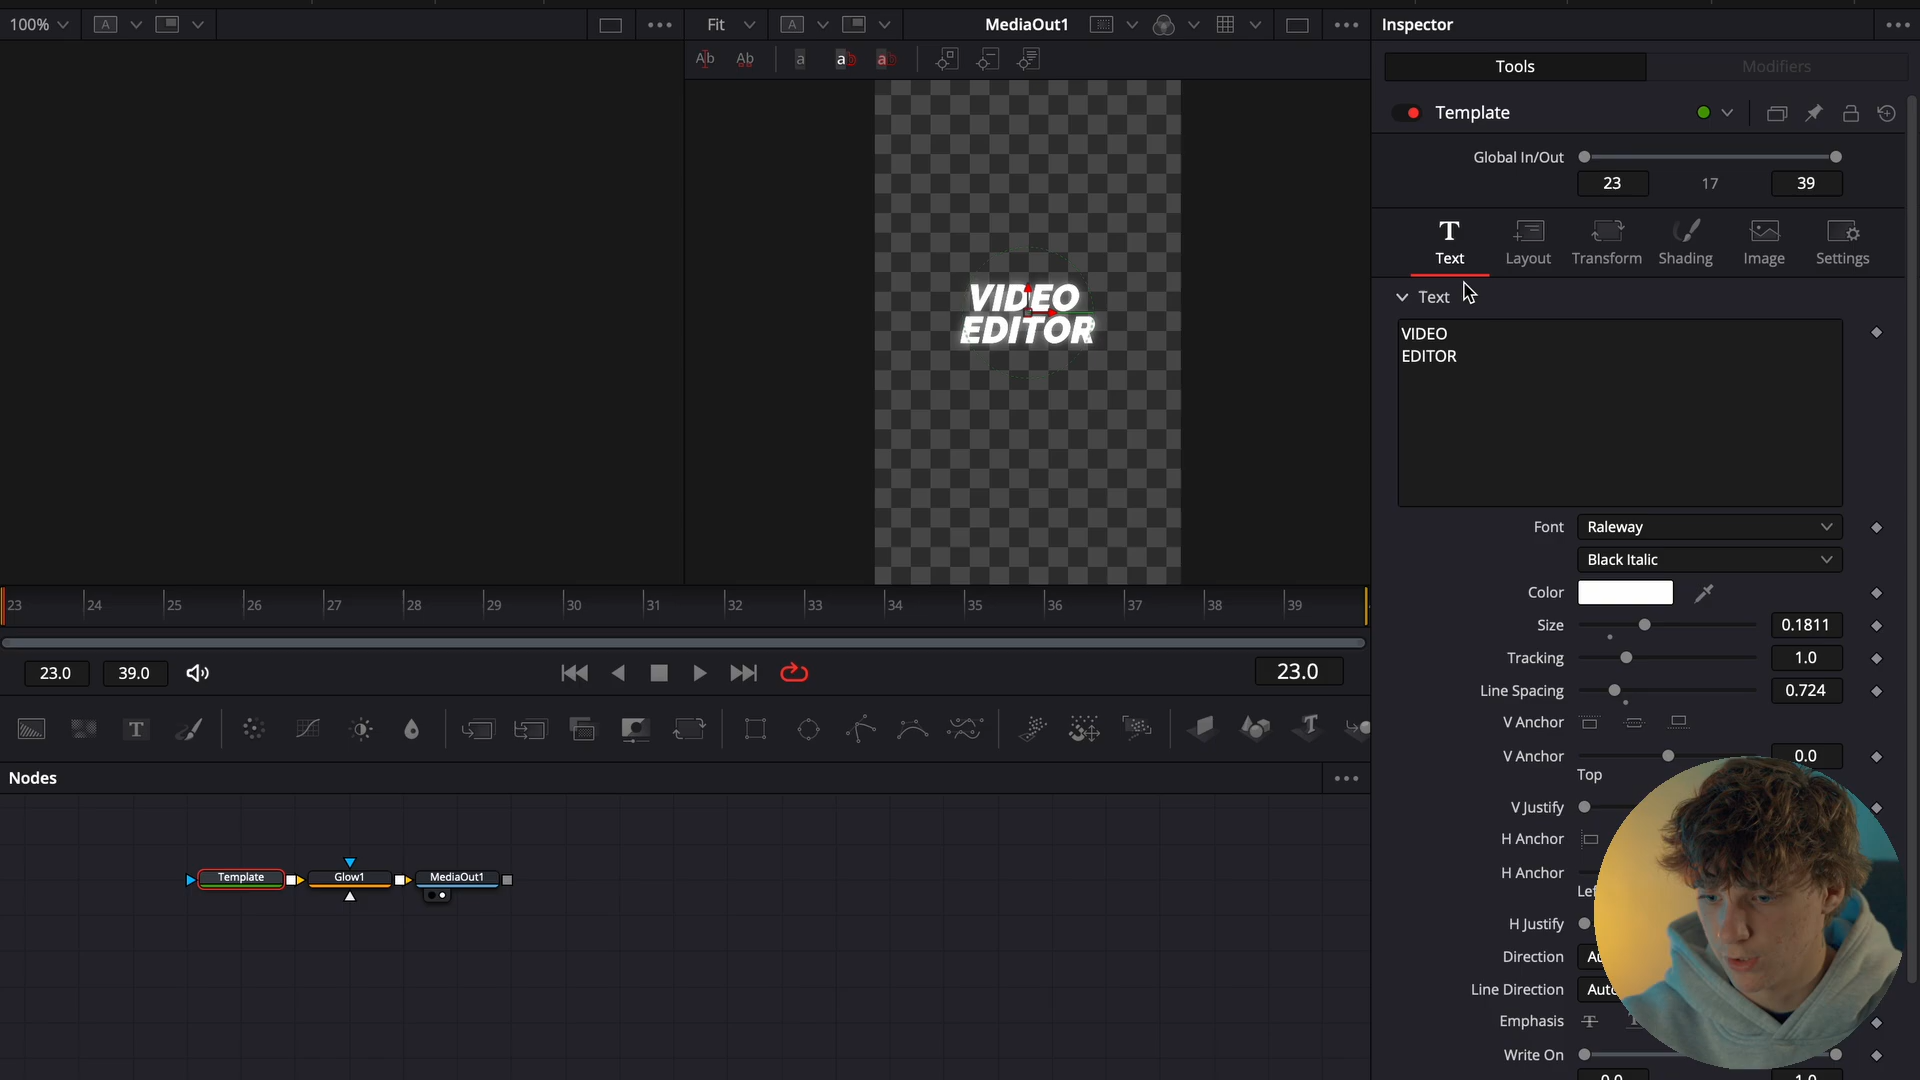 100%
A
Fit
A
MediaOut1
Inspector
Tools
Modifiers
Template
Global In/Out
23
17
39
Text
Layout
Transform
Shading
Image
Settings
Text
VIDEO
EDITOR
VIDEO
EDITOR
Font
Raleway
Black Italic
Color
Size
0.1811
Tracking
1.0
Line Spacing
0.724
V Anchor
V Anchor
0.0
Top
V Justify
H Anchor
H Anchor
H Justify
Direction
Line Direction
Auto
Emphasis
Write On
23
24
25
26
27
28
29
30
31
32
33
34
35
36
37
38
39
23.0
39.0
23.0
Nodes
Template
Glow1
MediaOut1